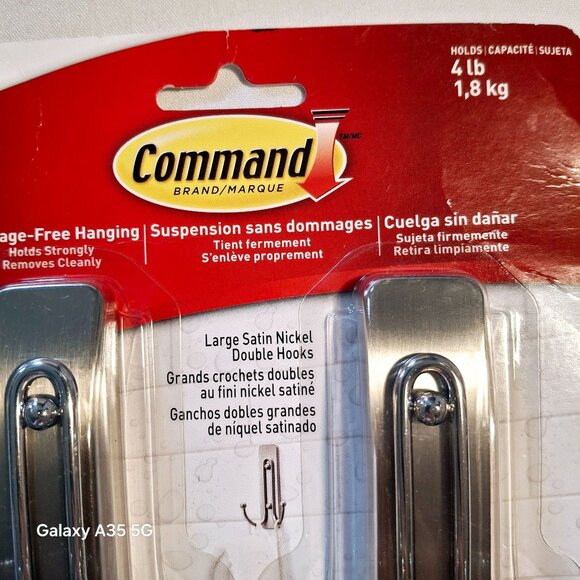 HOLDS | CAPACITÉ | SUJETA
4 lb
1,8 kg
Command
TM/MC
BRAND/MARQUE
age-Free Hanging
Holds Strongly
Removes Cleanly
Suspension sans dommages
Tient fermement
S'enlève proprement
Cuelga sin dañar
Sujeta firmemente
Retira limpiamente
Large Satin Nickel
Double Hooks
Grands crochets doubles
au fini nickel satiné
Ganchos dobles grandes
de níquel satinado
Galaxy A35 5G